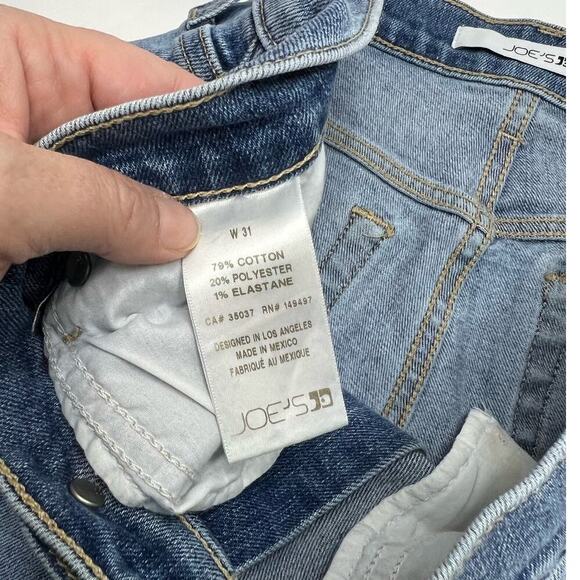 JOE'S
W 31
79% COTTON
20% POLYESTER
1% ELASTANE
CA# 35037 RN# 149497
DESIGNED IN LOS ANGELES
MADE IN MEXICO
FABRIQUÉ AU MEXIQUE
JOE'S